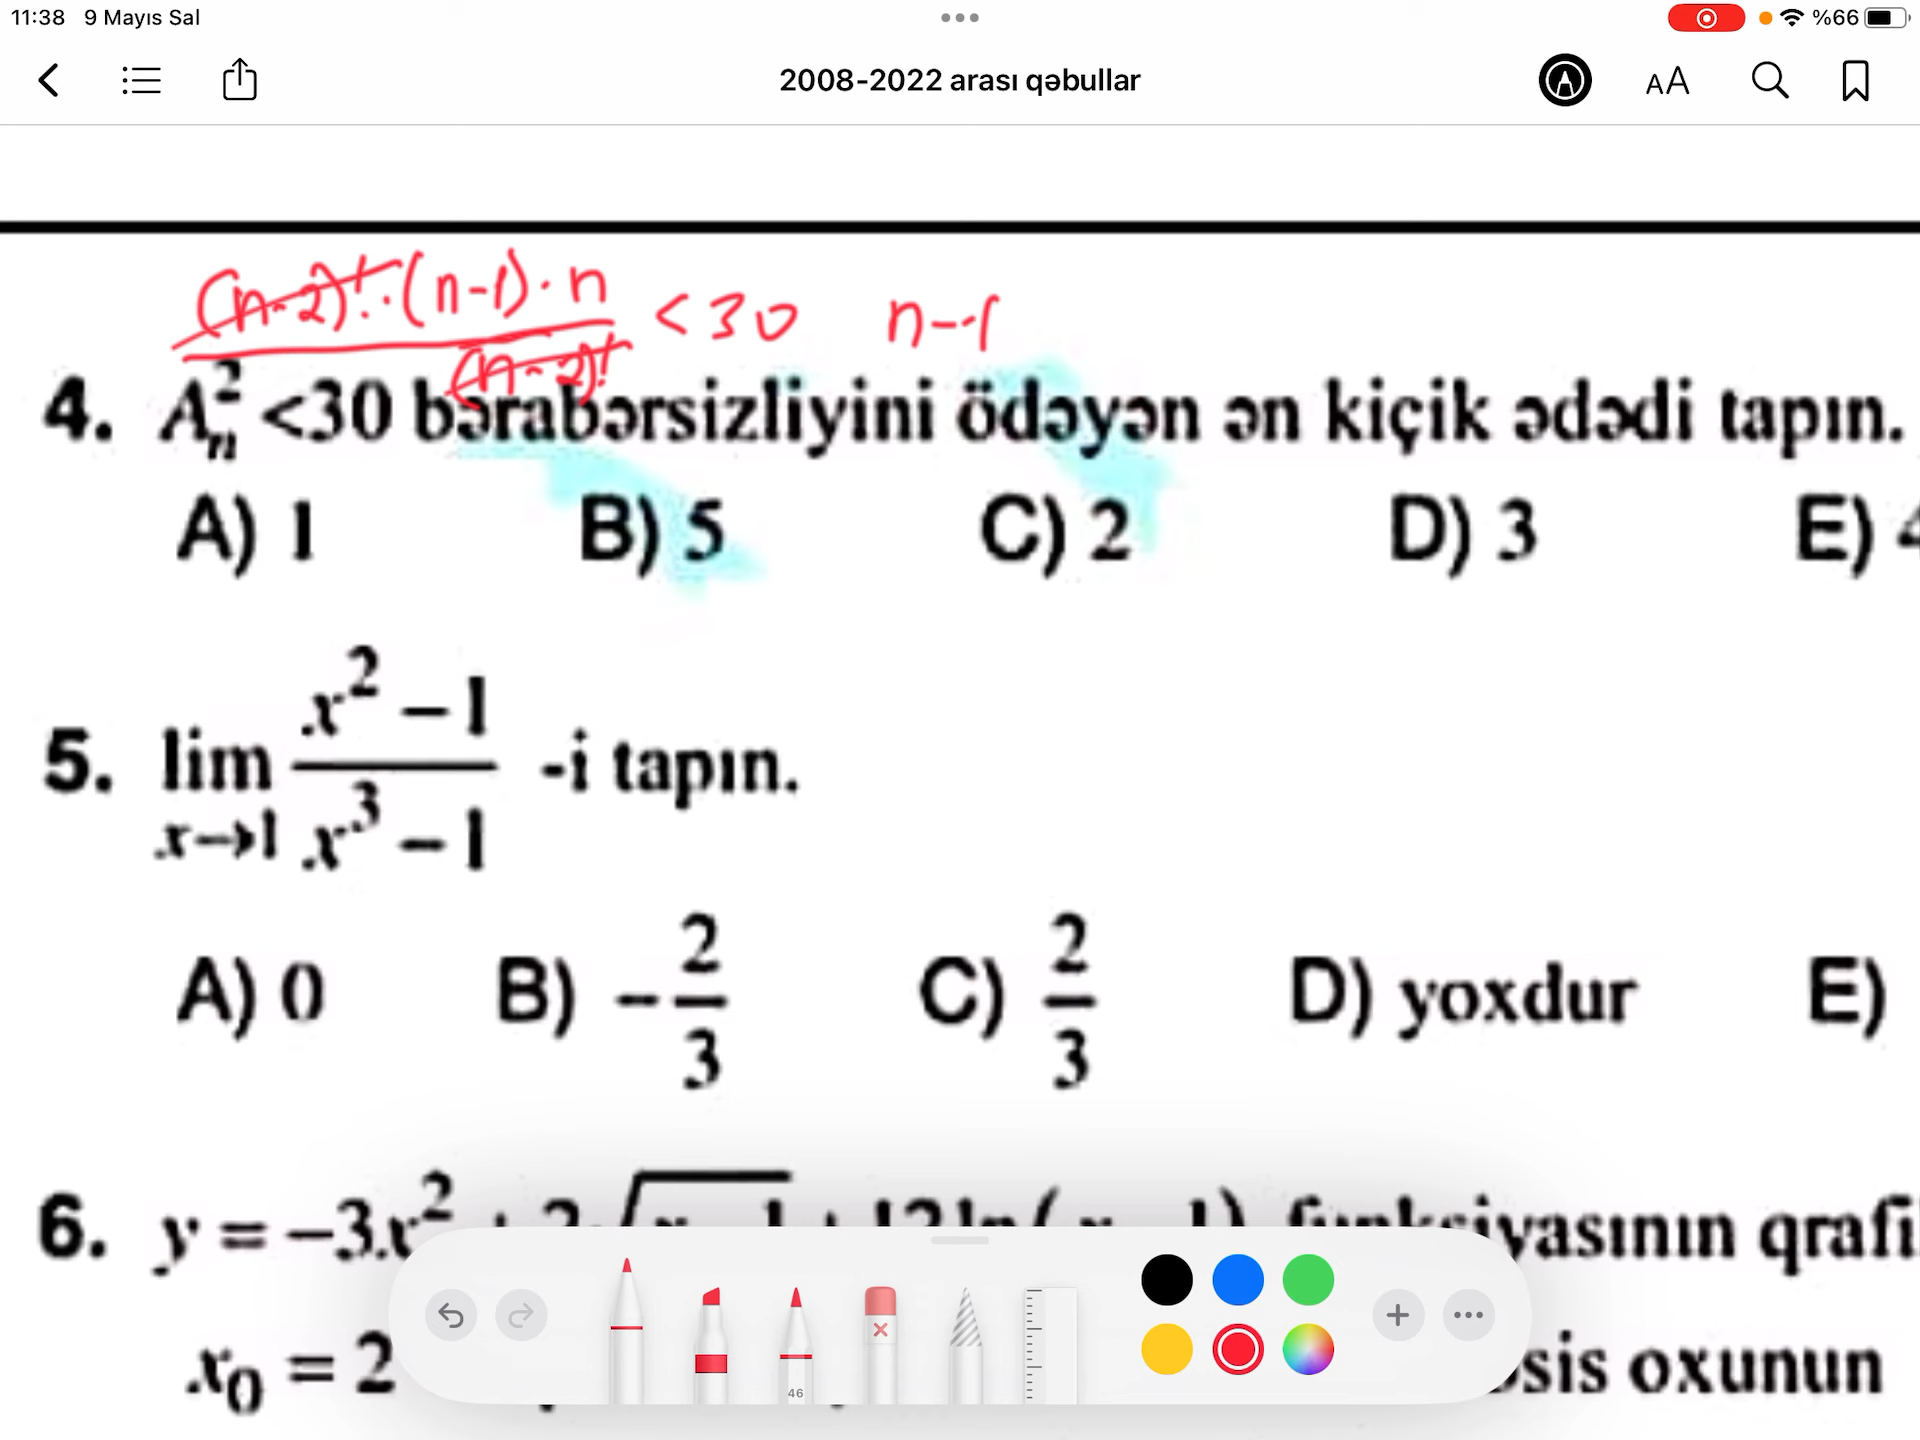 11:38 9 Mayıs Sal
%66
2008-2022 arası qəbullar
(n-2)!·(n-1)·n / (n-2)! <30 n-1
4. A²ₙ <30 bərabərsizliyini ödəyən ən kiçik ədədi tapın.
A) 1 B) 5 C) 2 D) 3 E)
5. lim x→1 (x² – 1)/(x³ – 1) -i tapın.
A) 0 B) –2/3 C) 2/3 D) yoxdur E)
6. y = –3x² funksiyasının qrafi
x₀ = 2 oxunun
46